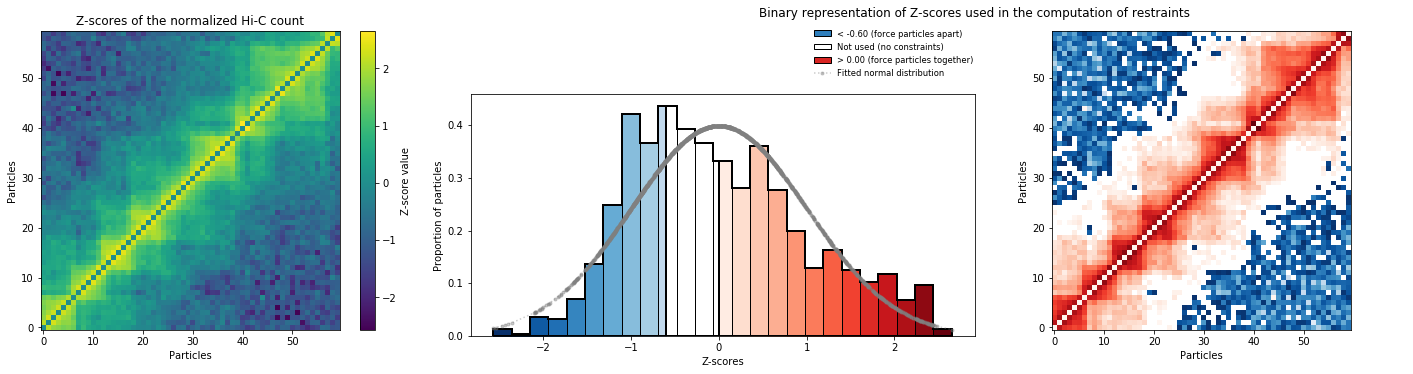 Z-scores of the normalized Hi-C count
Particles
50
40
30
20
10
0
0 10 20 30 40 50
Particles
2
1
0
−1
−2
Z-score value
Binary representation of Z-scores used in the computation of restraints
< -0.60 (force particles apart)
Not used (no constraints)
> 0.00 (force particles together)
Fitted normal distribution
Proportion of particles
0.4
0.3
0.2
0.1
0.0
−2 −1 0 1 2
Z-scores
Particles
50
40
30
20
10
0
0 10 20 30 40 50
Particles